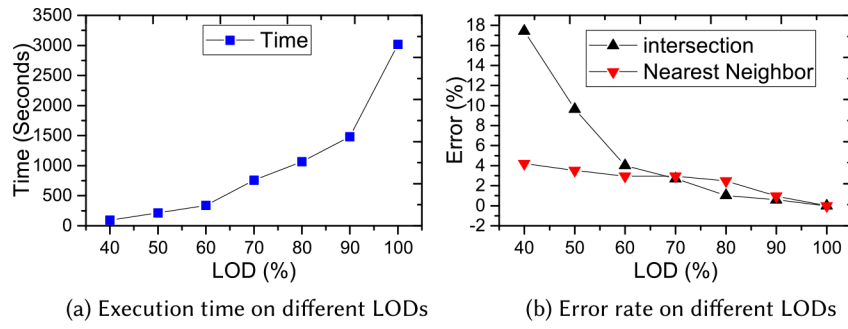 3500
3000
2500
2000
1500
1000
500
0
Time (Seconds)
Time
40 50 60 70 80 90 100
LOD (%)
(a) Execution time on different LODs
18
16
14
12
10
8
6
4
2
0
-2
Error (%)
intersection
Nearest Neighbor
40 50 60 70 80 90 100
LOD (%)
(b) Error rate on different LODs